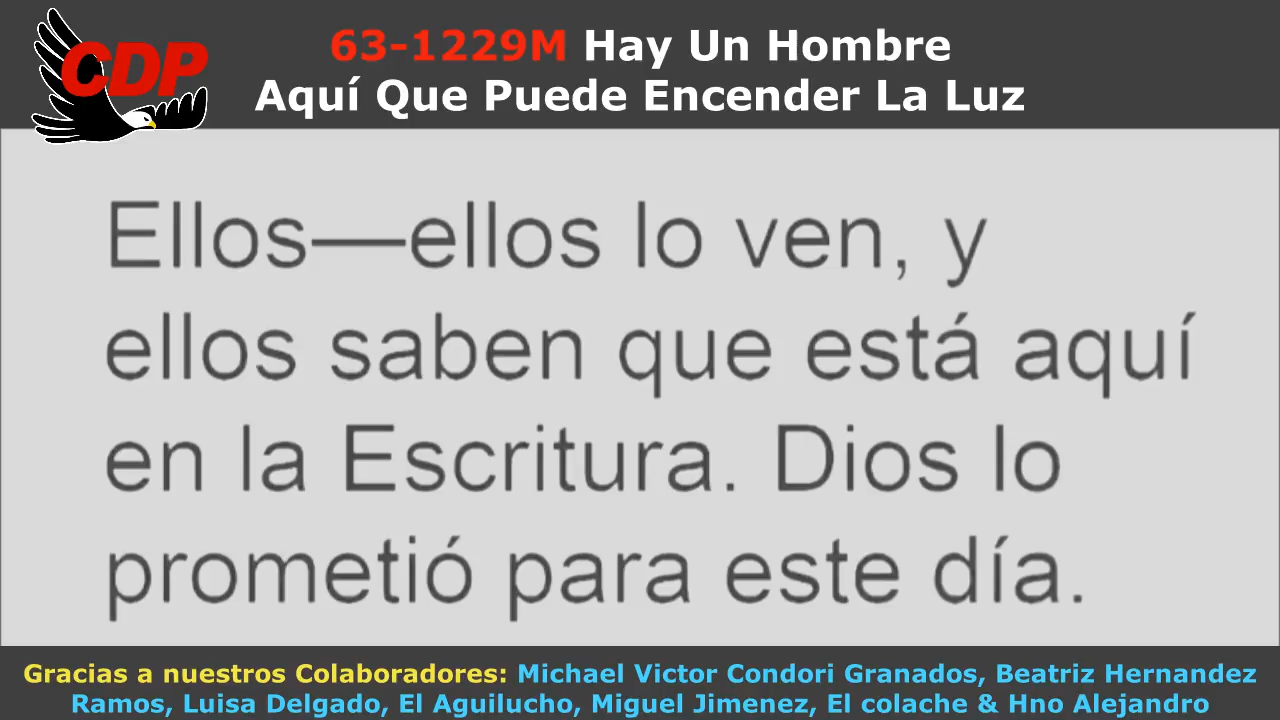 CDP
63-1229M Hay Un Hombre
Aquí Que Puede Encender La Luz
Ellos—ellos lo ven, y
ellos saben que está aquí
en la Escritura. Dios lo
prometió para este día.
Gracias a nuestros Colaboradores: Michael Victor Condori Granados, Beatriz Hernandez
Ramos, Luisa Delgado, El Aguilucho, Miguel Jimenez, El colache & Hno Alejandro